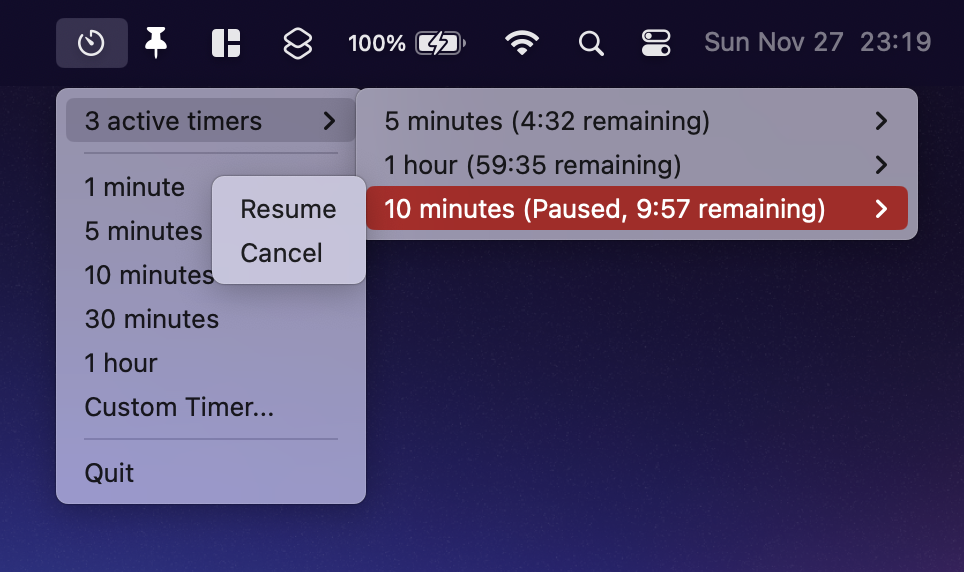 100% Sun Nov 27 23:19
3 active timers
1 minute
5 minutes
10 minutes
30 minutes
1 hour
Custom Timer...
Quit
5 minutes (4:32 remaining)
1 hour (59:35 remaining)
10 minutes (Paused, 9:57 remaining)
Resume
Cancel